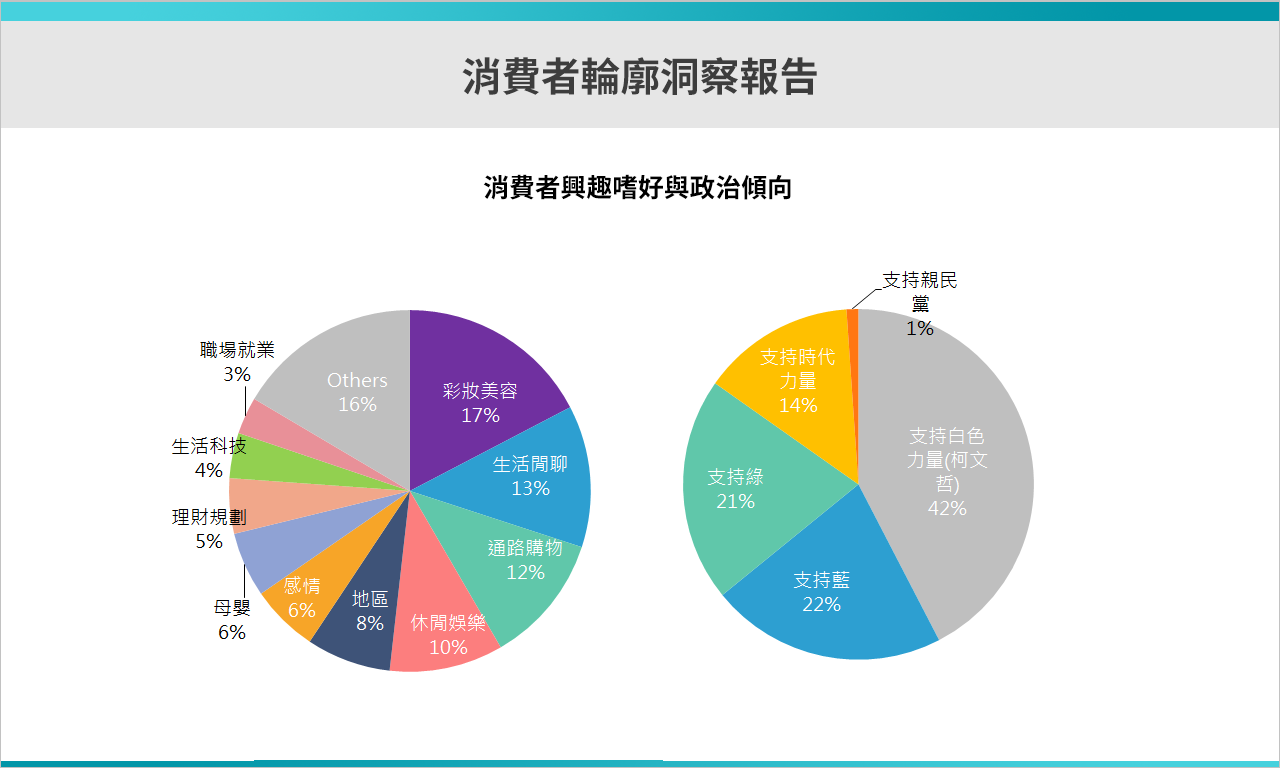 消費者輪廓洞察報告
消費者興趣嗜好與政治傾向
彩妝美容
17%
生活閒聊
13%
通路購物
12%
休閒娛樂
10%
地區
8%
感情
6%
母嬰
6%
理財規劃
5%
生活科技
4%
職場就業
3%
Others
16%
支持白色
力量(柯文
哲)
42%
支持藍
22%
支持綠
21%
支持時代
力量
14%
支持親民
黨
1%